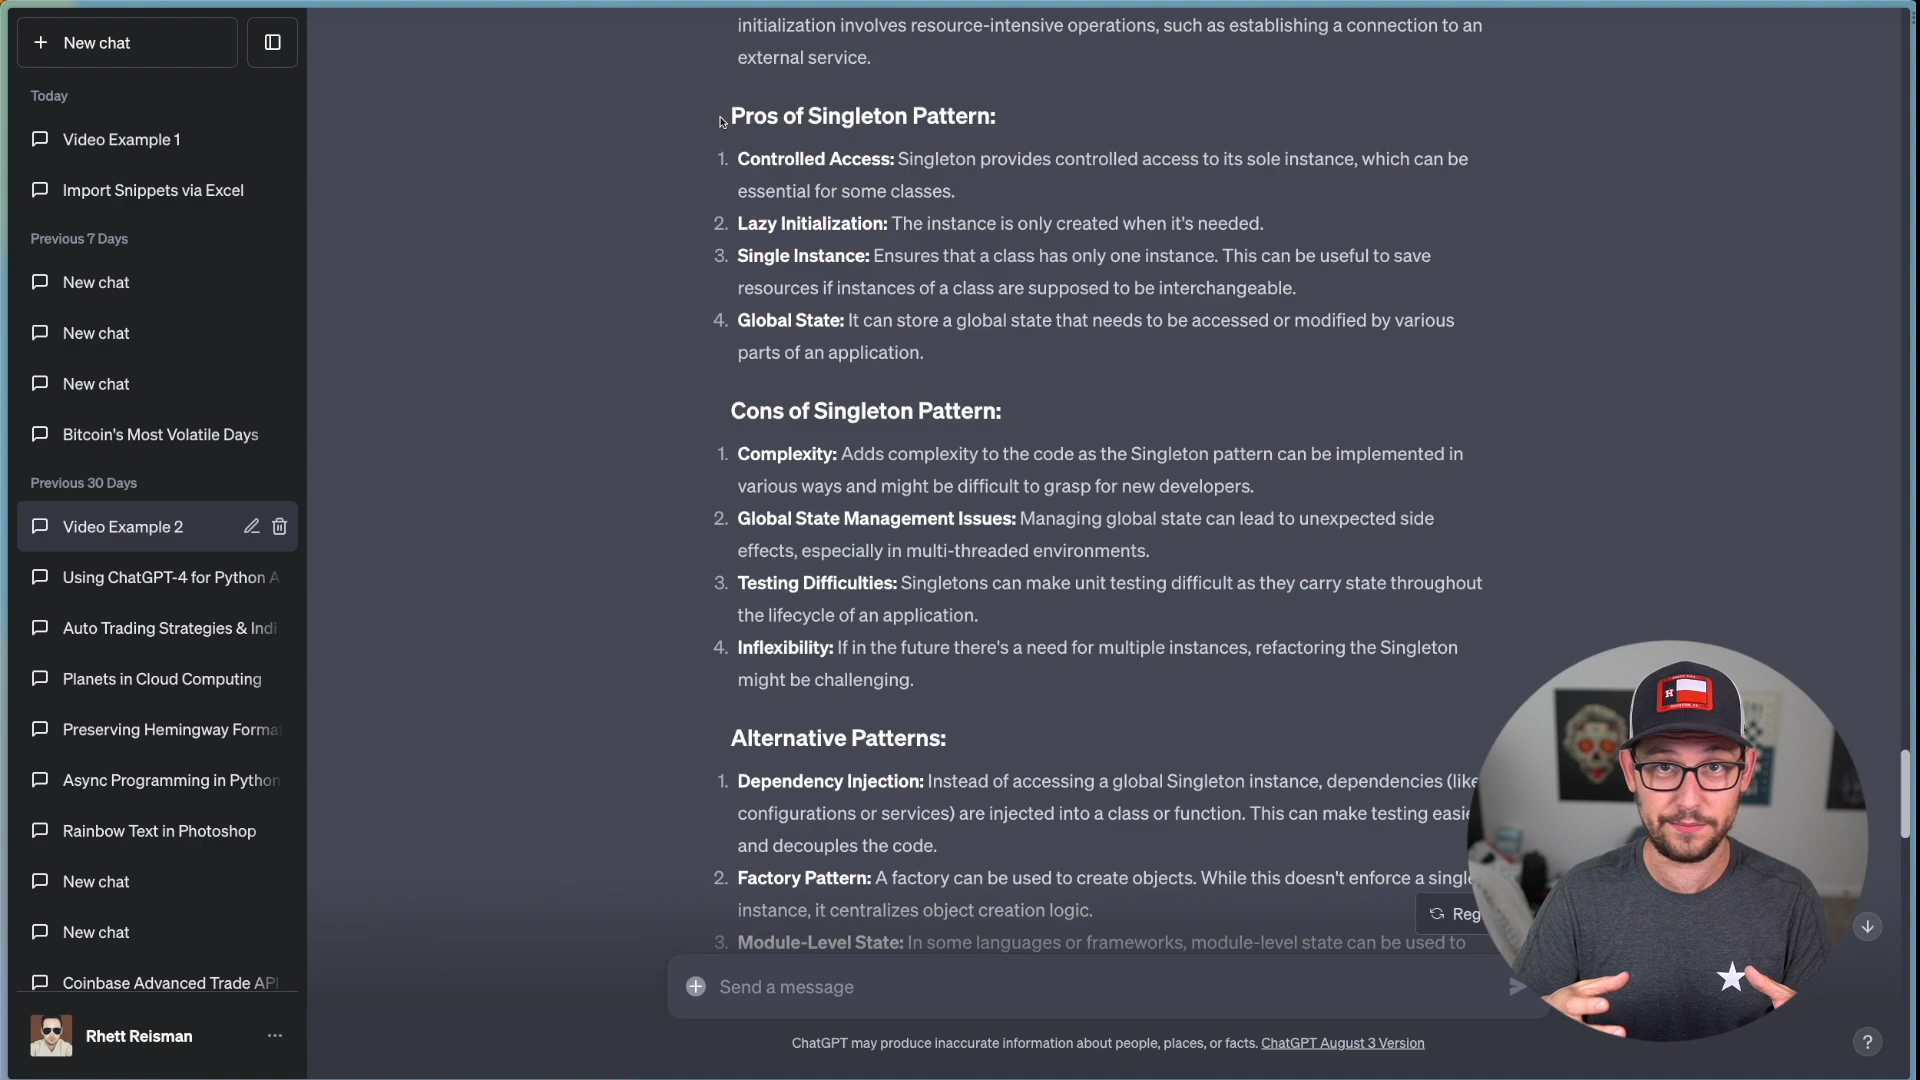 New chat
Today
Video Example 1
Import Snippets via Excel
Previous 7 Days
New chat
New chat
New chat
Bitcoin's Most Volatile Days
Previous 30 Days
Video Example 2
Using ChatGPT-4 for Python A
Auto Trading Strategies & Indi
Planets in Cloud Computing
Preserving Hemingway Forma
Async Programming in Python
Rainbow Text in Photoshop
New chat
New chat
Coinbase Advanced Trade API
Rhett Reisman
initialization involves resource-intensive operations, such as establishing a connection to an
external service.
Pros of Singleton Pattern:
1. Controlled Access: Singleton provides controlled access to its sole instance, which can be
essential for some classes.
2. Lazy Initialization: The instance is only created when it's needed.
3. Single Instance: Ensures that a class has only one instance. This can be useful to save
resources if instances of a class are supposed to be interchangeable.
4. Global State: It can store a global state that needs to be accessed or modified by various
parts of an application.
Cons of Singleton Pattern:
1. Complexity: Adds complexity to the code as the Singleton pattern can be implemented in
various ways and might be difficult to grasp for new developers.
2. Global State Management Issues: Managing global state can lead to unexpected side
effects, especially in multi-threaded environments.
3. Testing Difficulties: Singletons can make unit testing difficult as they carry state throughout
the lifecycle of an application.
4. Inflexibility: If in the future there's a need for multiple instances, refactoring the Singleton
might be challenging.
Alternative Patterns:
1. Dependency Injection: Instead of accessing a global Singleton instance, dependencies (like
configurations or services) are injected into a class or function. This can make testing easie
and decouples the code.
2. Factory Pattern: A factory can be used to create objects. While this doesn't enforce a single
instance, it centralizes object creation logic.
Reg
3. Module-Level State: In some languages or frameworks, module-level state can be used to
Send a message
ChatGPT may produce inaccurate information about people, places, or facts. ChatGPT August 3 Version
?
H